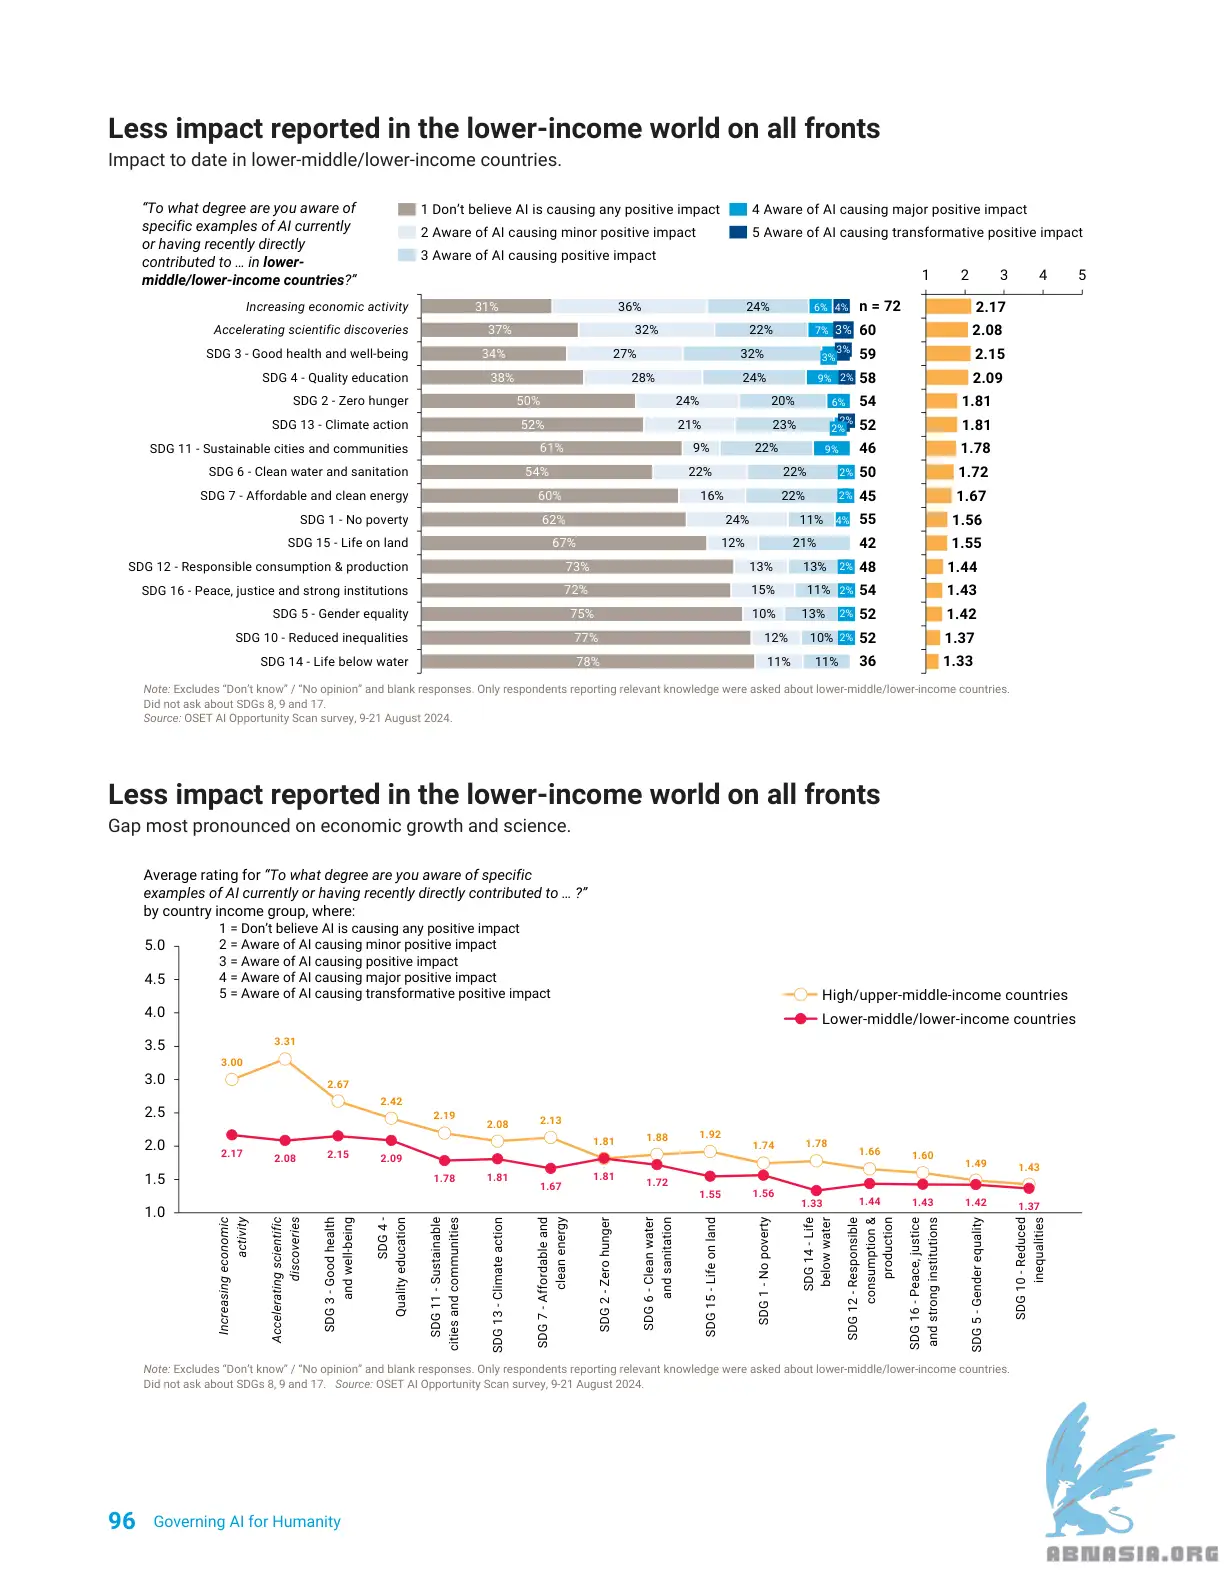 Less impact reported in the lower-income world on all fronts
Impact to date in lower-middle/lower-income countries.
“To what degree are you aware of
specific examples of AI currently
or having recently directly
contributed to … in lower-
middle/lower-income countries?”
1 Don’t believe AI is causing any positive impact
2 Aware of AI causing minor positive impact
3 Aware of AI causing positive impact
4 Aware of AI causing major positive impact
5 Aware of AI causing transformative positive impact
1 2 3 4 5
Increasing economic activity 31% 36% 24% 6% 4% n = 72 2.17
Accelerating scientific discoveries 37% 32% 22% 7% 3% 60 2.08
SDG 3 - Good health and well-being 34% 27% 32% 3% 3% 59 2.15
SDG 4 - Quality education 38% 28% 24% 9% 2% 58 2.09
SDG 2 - Zero hunger 50% 24% 20% 6% 54 1.81
SDG 13 - Climate action 52% 21% 23% 2% 2% 52 1.81
SDG 11 - Sustainable cities and communities 61% 9% 22% 9% 46 1.78
SDG 6 - Clean water and sanitation 54% 22% 22% 2% 50 1.72
SDG 7 - Affordable and clean energy 60% 16% 22% 2% 45 1.67
SDG 1 - No poverty 62% 24% 11% 4% 55 1.56
SDG 15 - Life on land 67% 12% 21% 42 1.55
SDG 12 - Responsible consumption & production 73% 13% 13% 2% 48 1.44
SDG 16 - Peace, justice and strong institutions 72% 15% 11% 2% 54 1.43
SDG 5 - Gender equality 75% 10% 13% 2% 52 1.42
SDG 10 - Reduced inequalities 77% 12% 10% 2% 52 1.37
SDG 14 - Life below water 78% 11% 11% 36 1.33
Note: Excludes “Don’t know” / “No opinion“ and blank responses. Only respondents reporting relevant knowledge were asked about lower-middle/lower-income countries.
Did not ask about SDGs 8, 9 and 17.
Source: OSET AI Opportunity Scan survey, 9-21 August 2024.
Less impact reported in the lower-income world on all fronts
Gap most pronounced on economic growth and science.
Average rating for “To what degree are you aware of specific
examples of AI currently or having recently directly contributed to … ?”
by country income group, where:
1 = Don’t believe AI is causing any positive impact
2 = Aware of AI causing minor positive impact
3 = Aware of AI causing positive impact
4 = Aware of AI causing major positive impact
5 = Aware of AI causing transformative positive impact
High/upper-middle-income countries
Lower-middle/lower-income countries
5.0
4.5
4.0
3.5
3.0
2.5
2.0
1.5
1.0
3.00 3.31 2.67 2.42 2.19 2.08 2.13 1.81 1.88 1.92 1.74 1.78 1.66 1.60 1.49 1.43
2.17 2.08 2.15 2.09 1.78 1.81 1.67 1.81 1.72 1.55 1.56 1.33 1.44 1.43 1.42 1.37
Increasing economic
activity
Accelerating scientific
discoveries
SDG 3 - Good health
and well-being
SDG 4 -
Quality education
SDG 11 - Sustainable
cities and communities
SDG 13 - Climate action
SDG 7 - Affordable and
clean energy
SDG 2 - Zero hunger
SDG 6 - Clean water
and sanitation
SDG 15 - Life on land
SDG 1 - No poverty
SDG 14 - Life
below water
SDG 12 - Responsible
consumption &
production
SDG 16 - Peace, justice
and strong institutions
SDG 5 - Gender equality
SDG 10 - Reduced
inequalities
Note: Excludes “Don’t know” / “No opinion“ and blank responses. Only respondents reporting relevant knowledge were asked about lower-middle/lower-income countries.
Did not ask about SDGs 8, 9 and 17. Source: OSET AI Opportunity Scan survey, 9-21 August 2024.
96 Governing AI for Humanity
ABNASIA.ORG